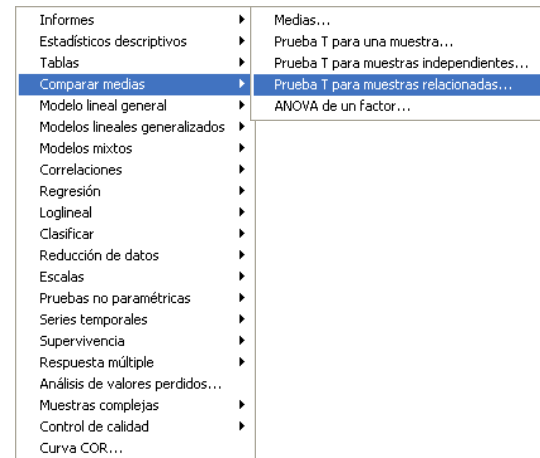 Informes
Estadísticos descriptivos
Tablas
Comparar medias
Modelo lineal general
Modelos lineales generalizados
Modelos mixtos
Correlaciones
Regresión
Loglineal
Clasificar
Reducción de datos
Escalas
Pruebas no paramétricas
Series temporales
Supervivencia
Respuesta múltiple
Análisis de valores perdidos...
Muestras complejas
Control de calidad
Curva COR...
Medias...
Prueba T para una muestra...
Prueba T para muestras independientes...
Prueba T para muestras relacionadas...
ANOVA de un factor...